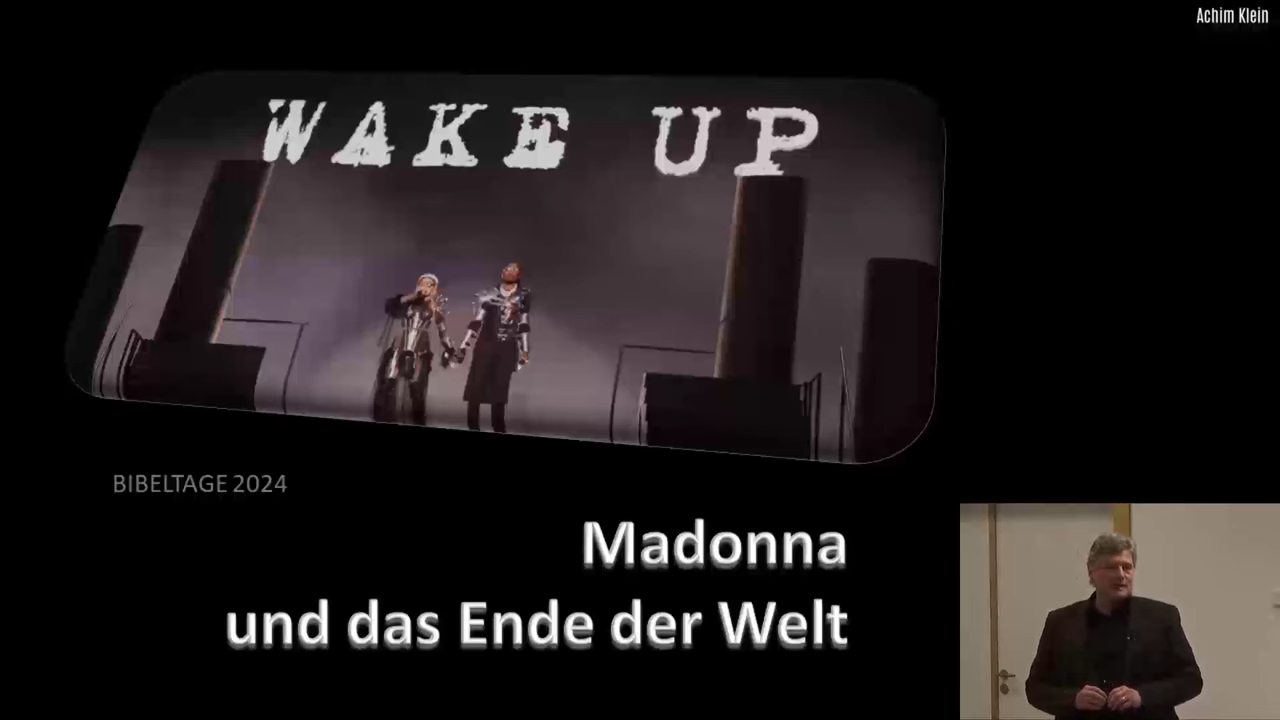 Achim Klein
WAKE UP
BIBELTAGE 2024
Madonna
und das Ende der Welt